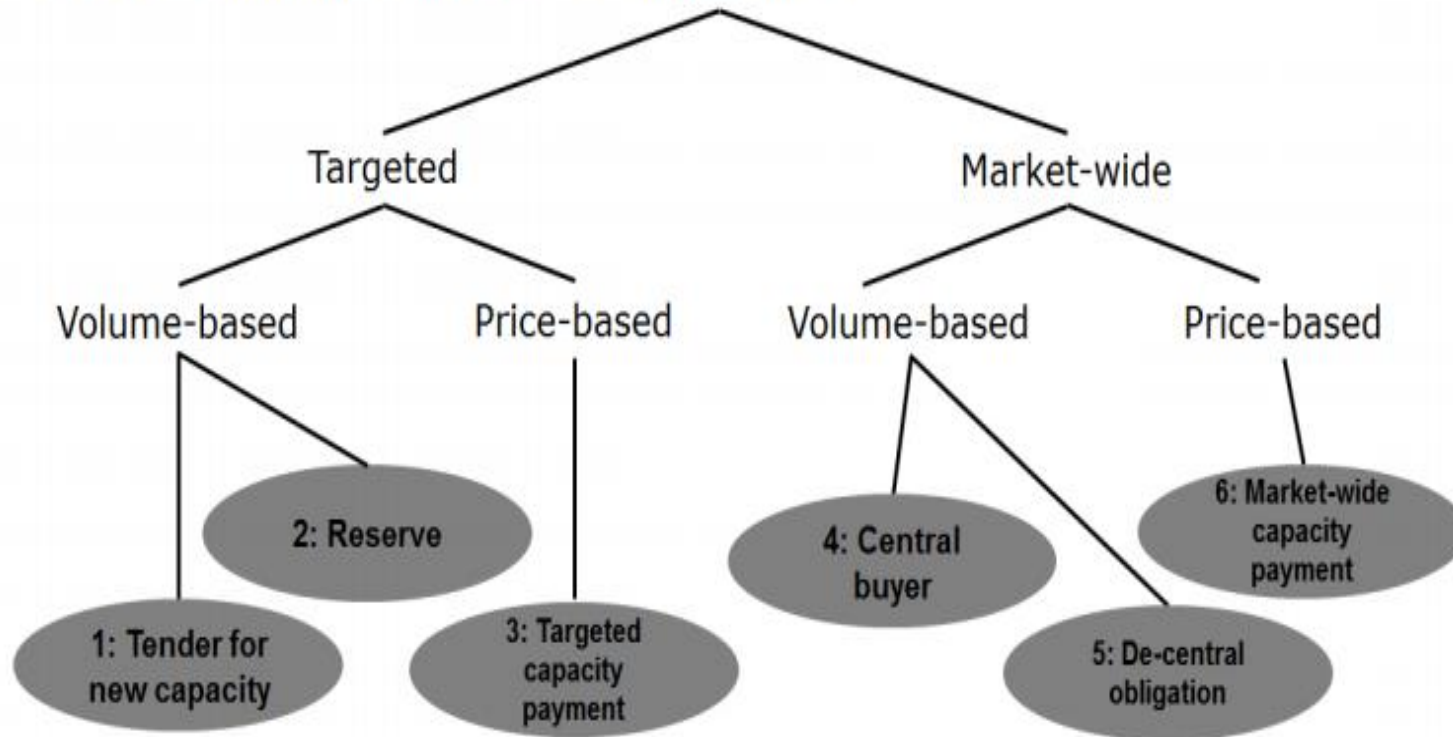 Targeted
Market-wide
Volume-based
Price-based
Volume-based
Price-based
2: Reserve
6: Market-wide
capacity
payment
4: Central
buyer
1: Tender for
new capacity
3: Targeted
capacity
payment
5: De-central
obligation